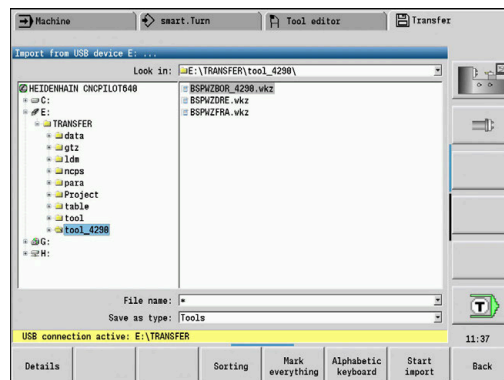 Machine
smart.Turn
Tool editor
Transfer
Import from USB device E: ...
Look in: E:\TRANSFER\tool_4290\
HEIDENHAIN CNCPILOT640
C:
E:
TRANSFER
data
gtz
ldm
ncps
para
Project
table
tool
tool_4290
G:
H:
BSPWZBOR_4290.wkz
BSPWZDRE.wkz
BSPWZFRA.wkz
File name: *
Save as type: Tools
USB connection active: E:\TRANSFER
T
11:37
Details
Sorting
Mark everything
Alphabetic keyboard
Start import
Back